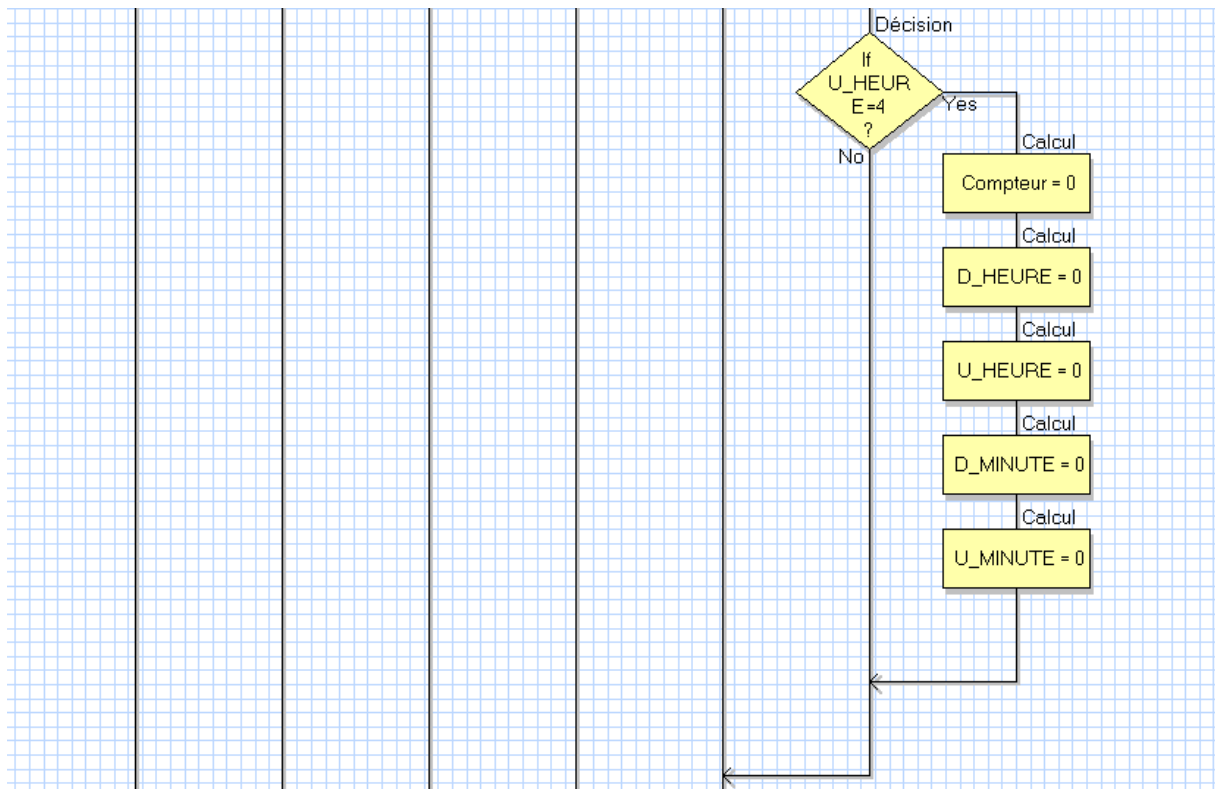 Décision
If
U_HEUR
E=4
?
Yes
No
Calcul
Compteur = 0
Calcul
D_HEURE = 0
Calcul
U_HEURE = 0
Calcul
D_MINUTE = 0
Calcul
U_MINUTE = 0